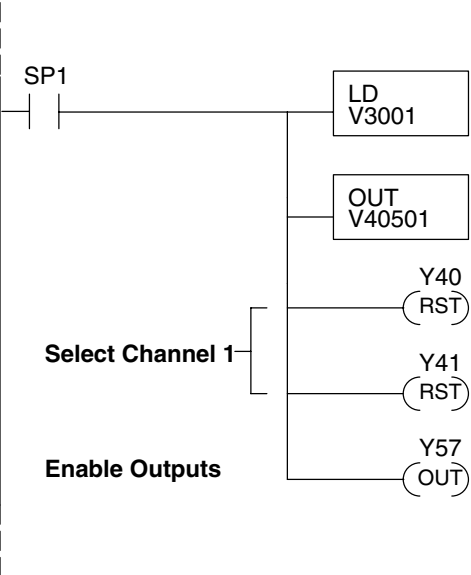 SP1
LD
V3001
OUT
V40501
Y40
RST
Select Channel 1
Y41
RST
Y57
Enable Outputs
OUT